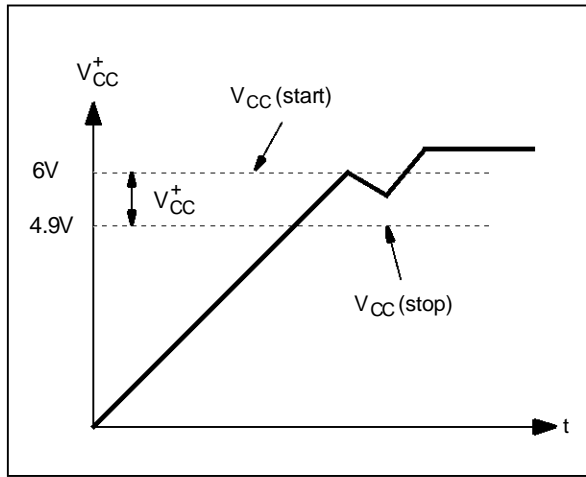 V+CC
VCC (start)
6V
V+CC
4.9V
VCC (stop)
t